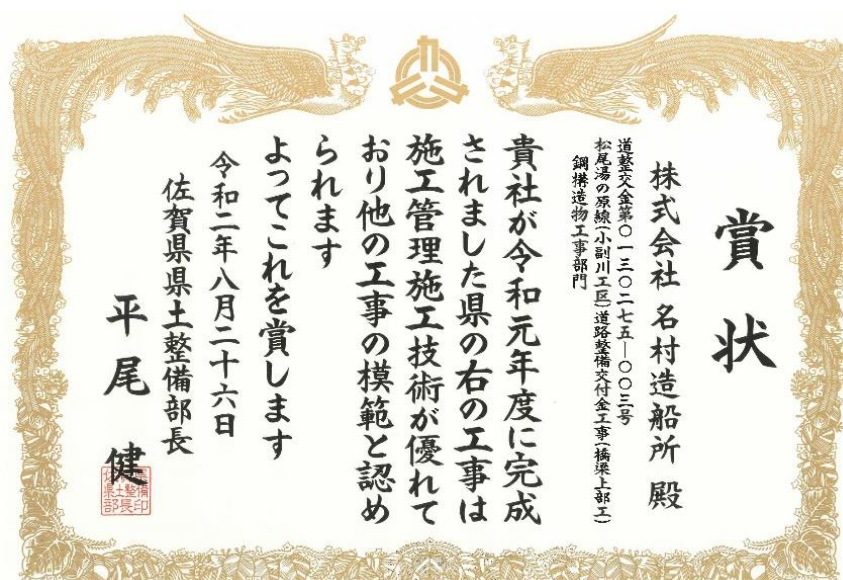 賞状
株式会社 名村造船所 殿
道整交金第〇一三〇二七五―〇〇三号
松尾湯の原線(小副川工区)道路整備交付金工事(橋梁上部工)
鋼構造物工事部門
貴社が令和元年度に完成
されました県の右の工事は
施工管理施工技術が優れて
おり他の工事の模範と認め
られます
よってこれを賞します
令和二年八月二十六日
佐賀県県土整備部長
平尾 健